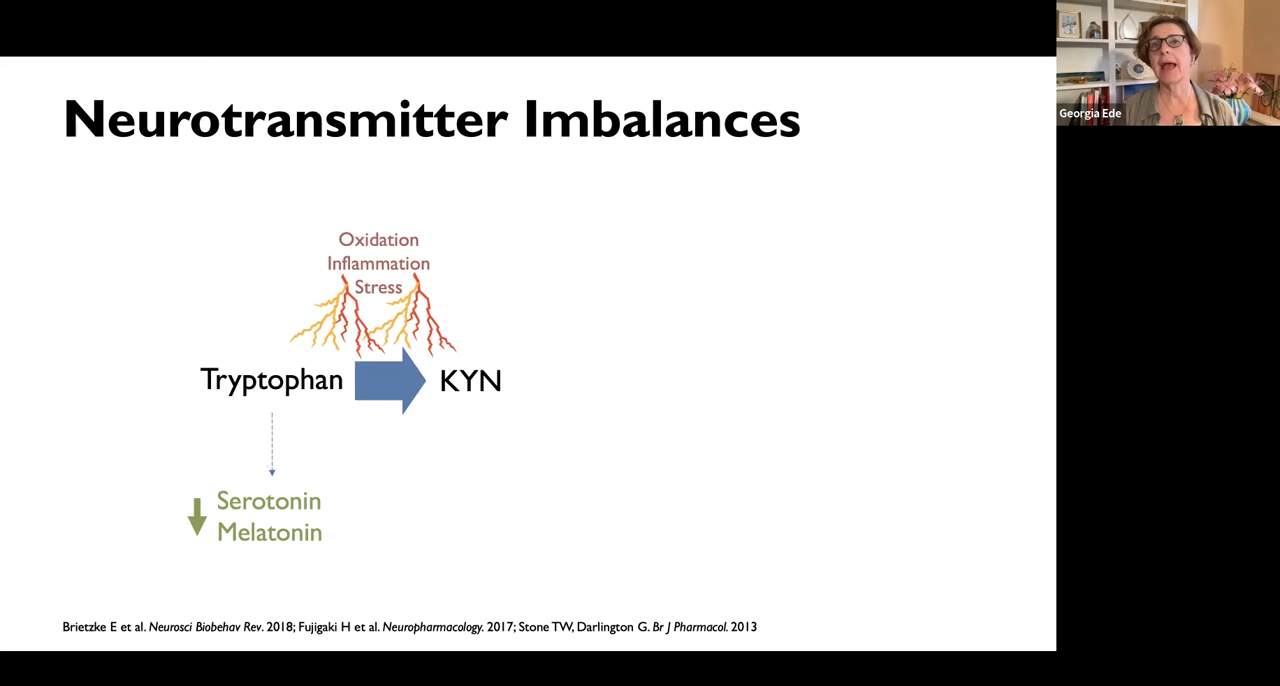 Neurotransmitter Imbalances
Georgia Ede
Oxidation
Inflammation
Stress
Tryptophan
KYN
Serotonin
Melatonin
Brietzke E et al. Neurosci Biobehav Rev. 2018; Fujigaki H et al. Neuropharmacology. 2017; Stone TW, Darlington G. Br J Pharmacol. 2013